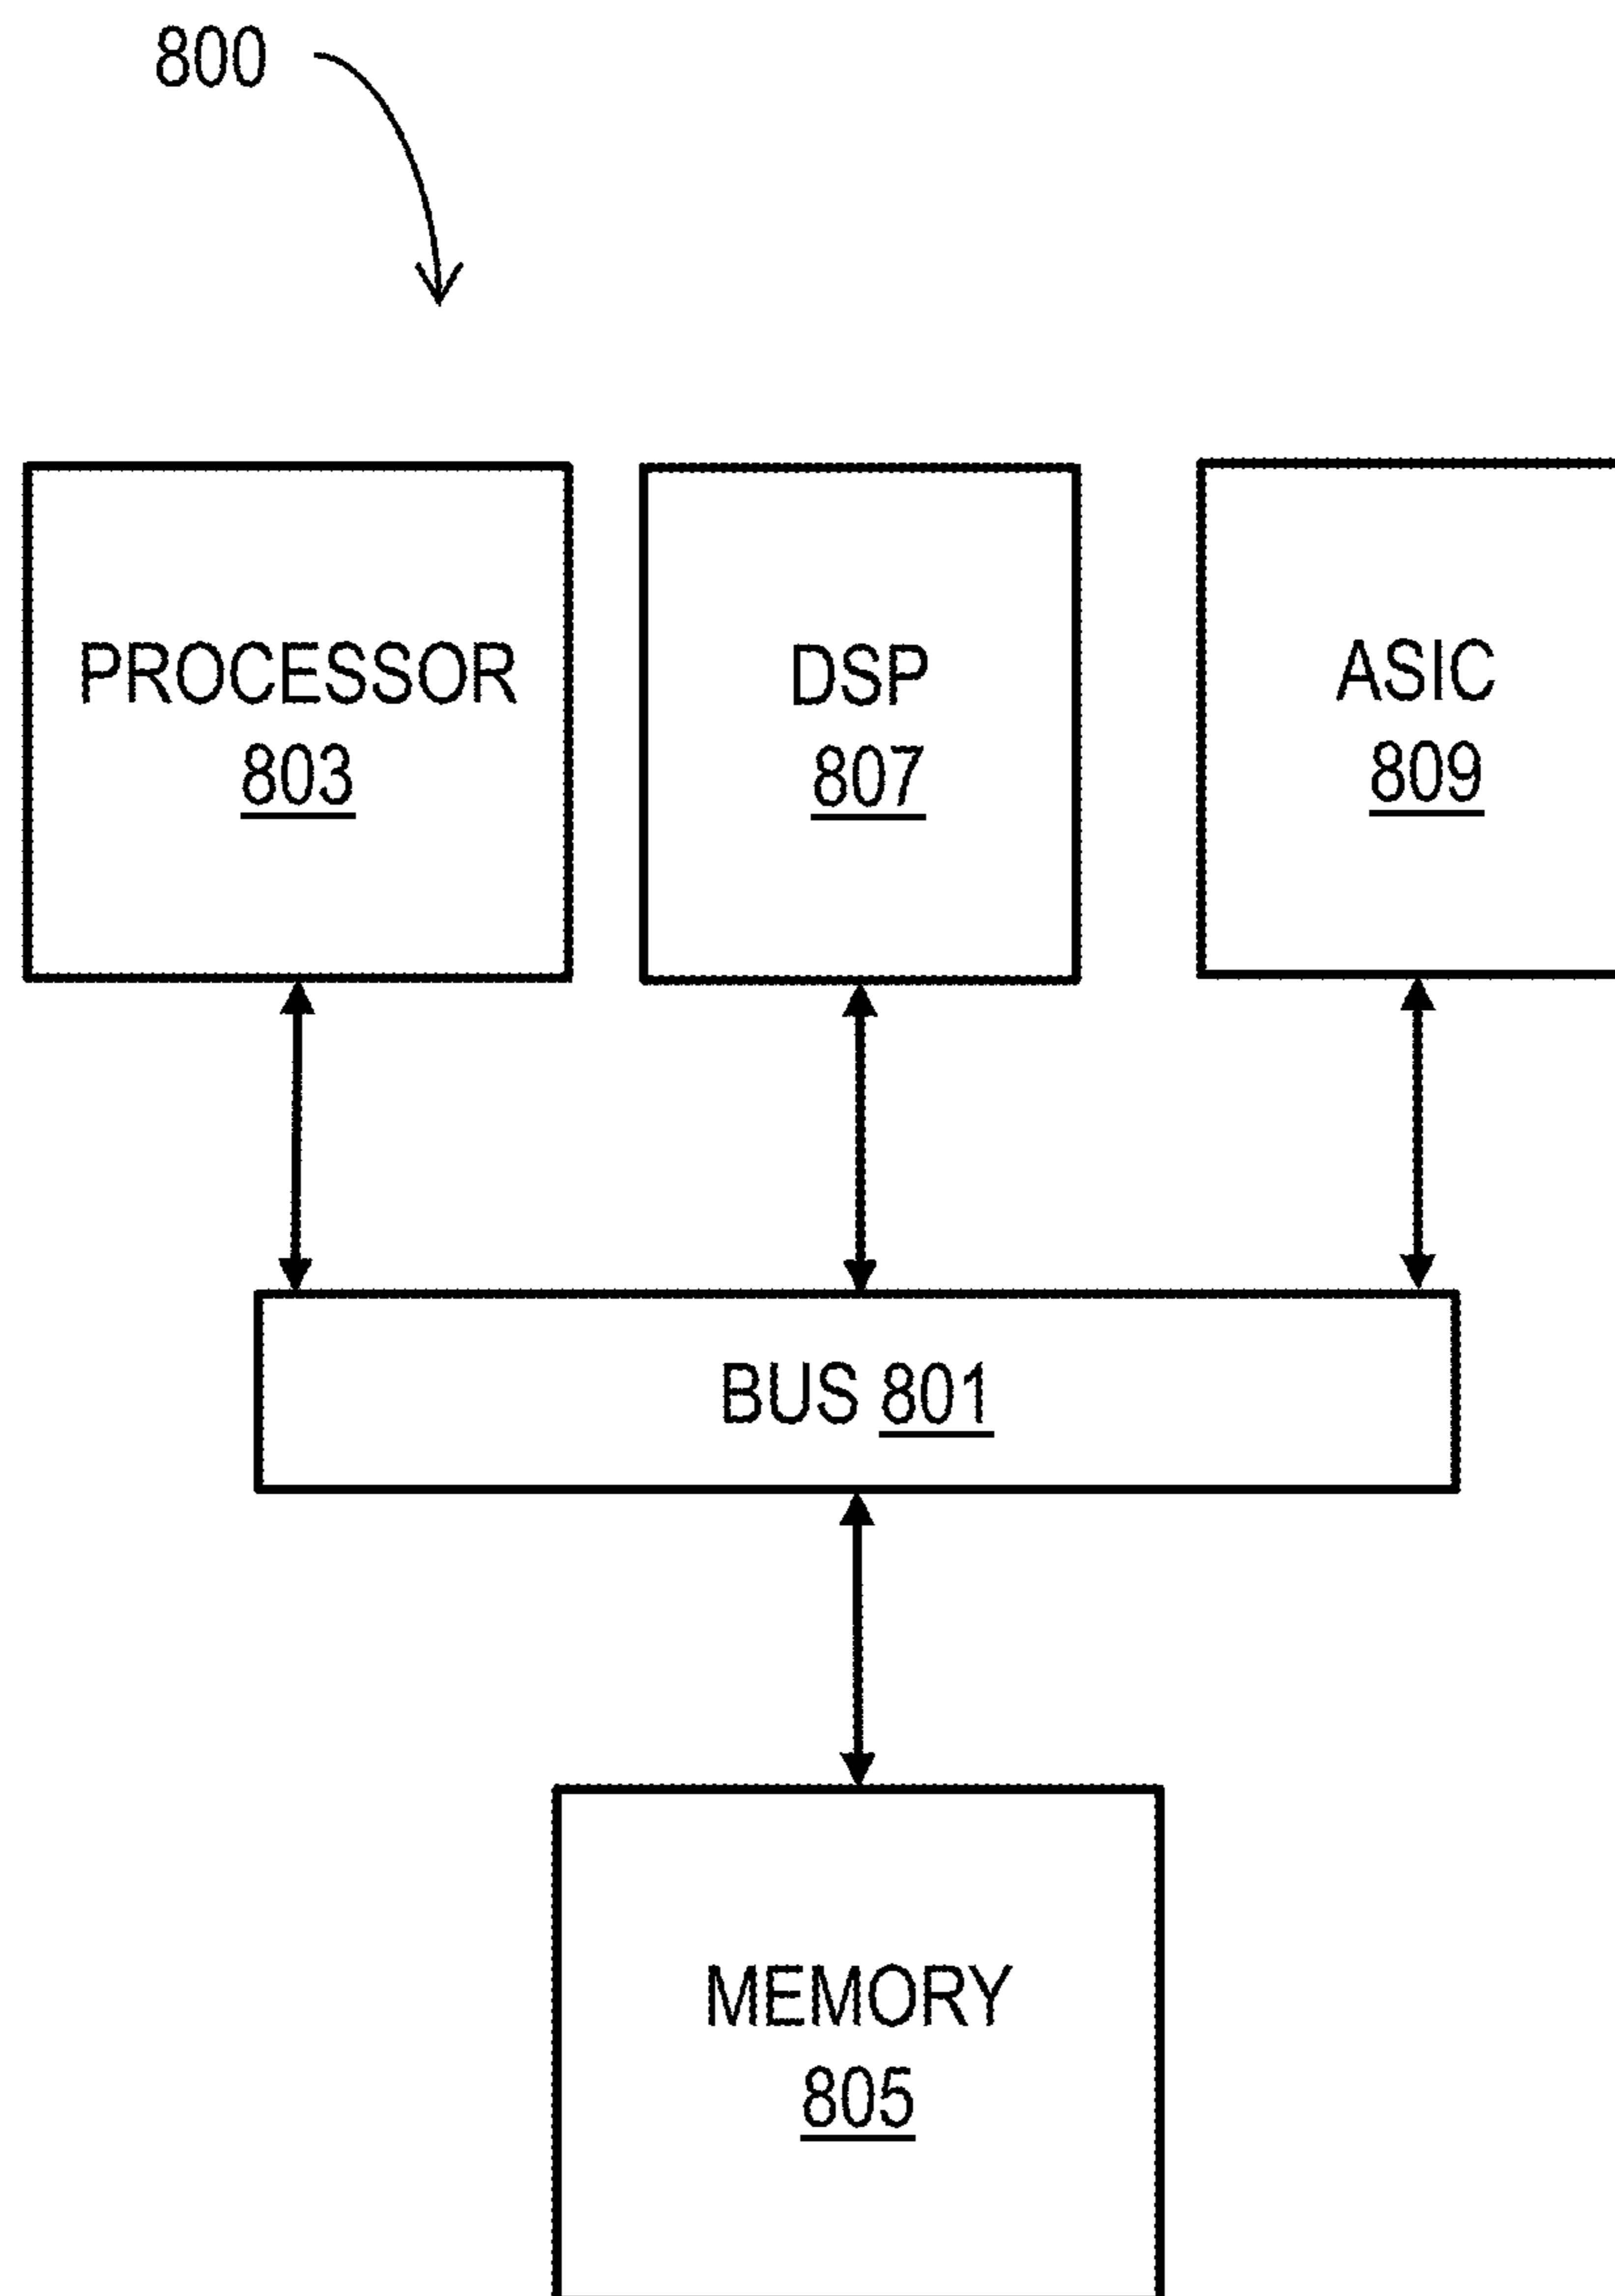 800
PROCESSOR
803
DSP
807
ASIC
809
BUS 801
MEMORY
805